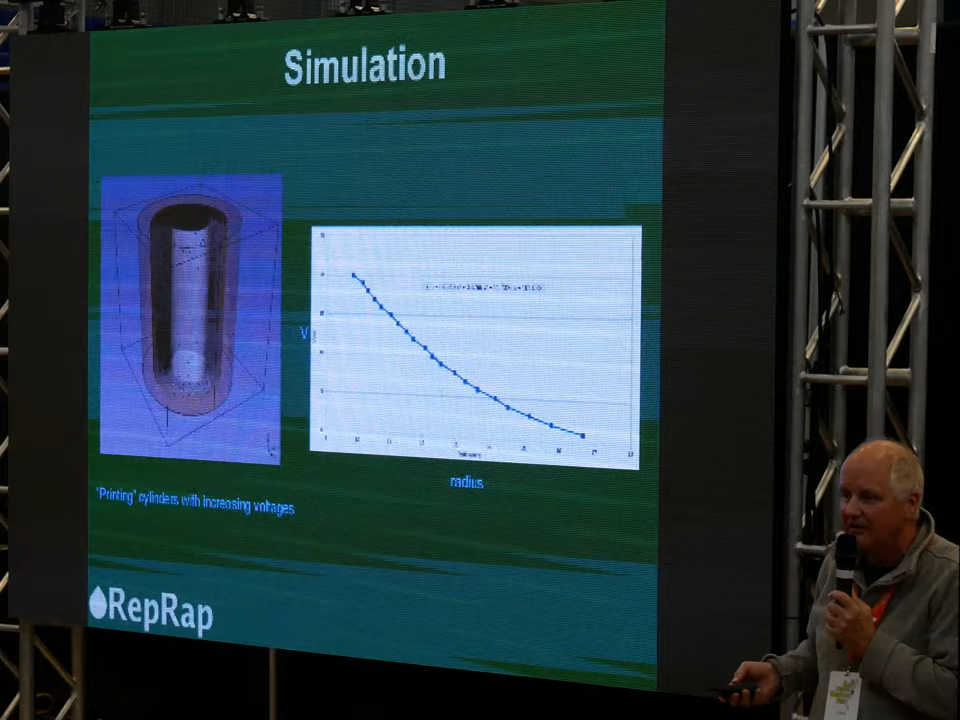 Simulation
V
radius
'Printing' cylinders with increasing voltages
RepRap